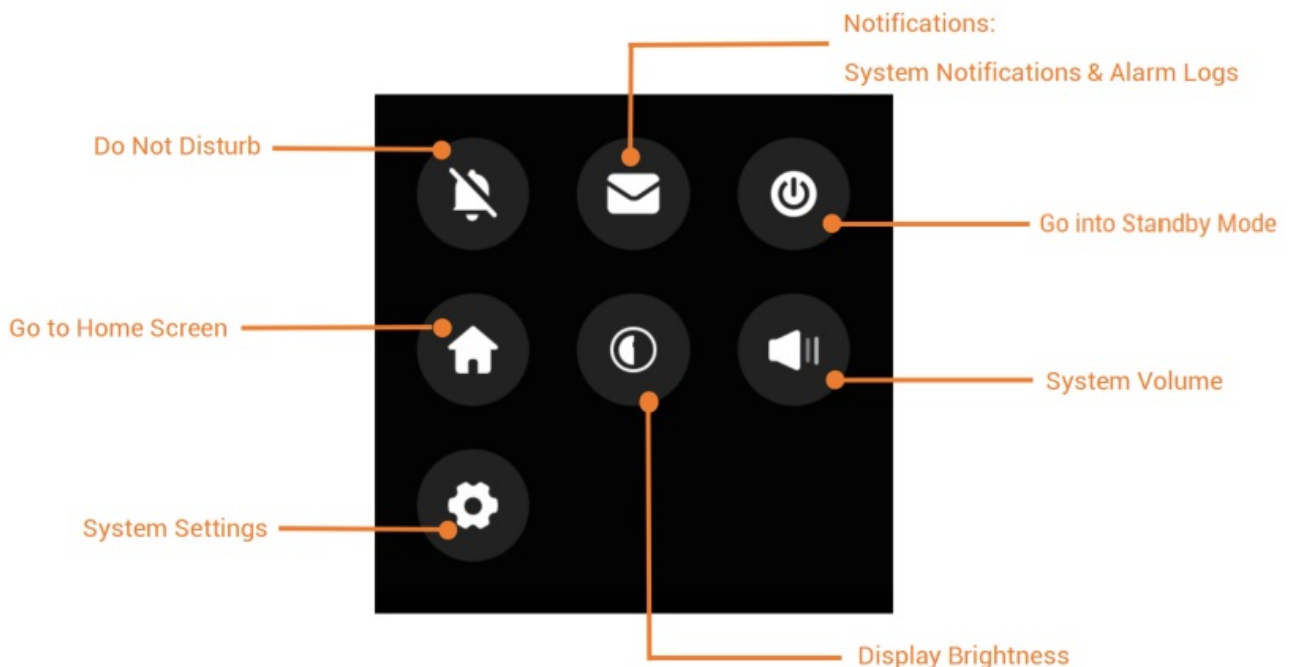 Notifications:
System Notifications & Alarm Logs
Do Not Disturb
Go into Standby Mode
Go to Home Screen
System Volume
System Settings
Display Brightness